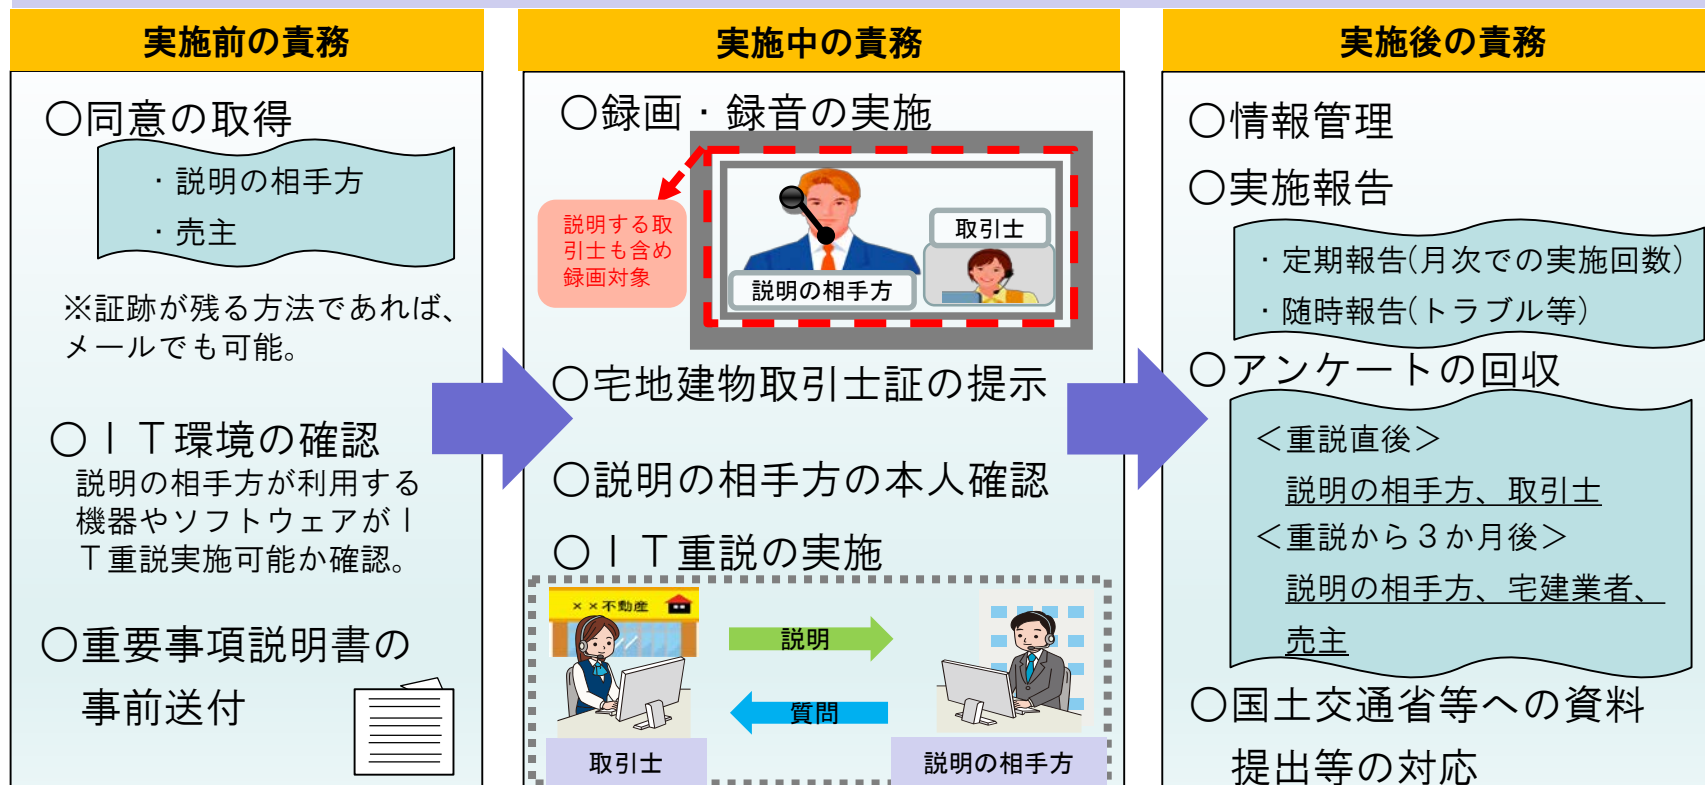 実施前の責務
〇同意の取得
・説明の相手方
・売主
※証跡が残る方法であれば、
メールでも可能。
〇ＩＴ環境の確認
説明の相手方が利用する
機器やソフトウェアがＩ
Ｔ重説実施可能か確認。
〇重要事項説明書の
事前送付
実施中の責務
〇録画・録音の実施
説明する取
引士も含め
録画対象
取引士
説明の相手方
〇宅地建物取引士証の提示
〇説明の相手方の本人確認
〇ＩＴ重説の実施
××不動産
説明
質問
取引士
説明の相手方
実施後の責務
〇情報管理
〇実施報告
・定期報告(月次での実施回数)
・随時報告(トラブル等)
〇アンケートの回収
＜重説直後＞
説明の相手方、取引士
＜重説から３か月後＞
説明の相手方、宅建業者、
売主
〇国土交通省等への資料
提出等の対応